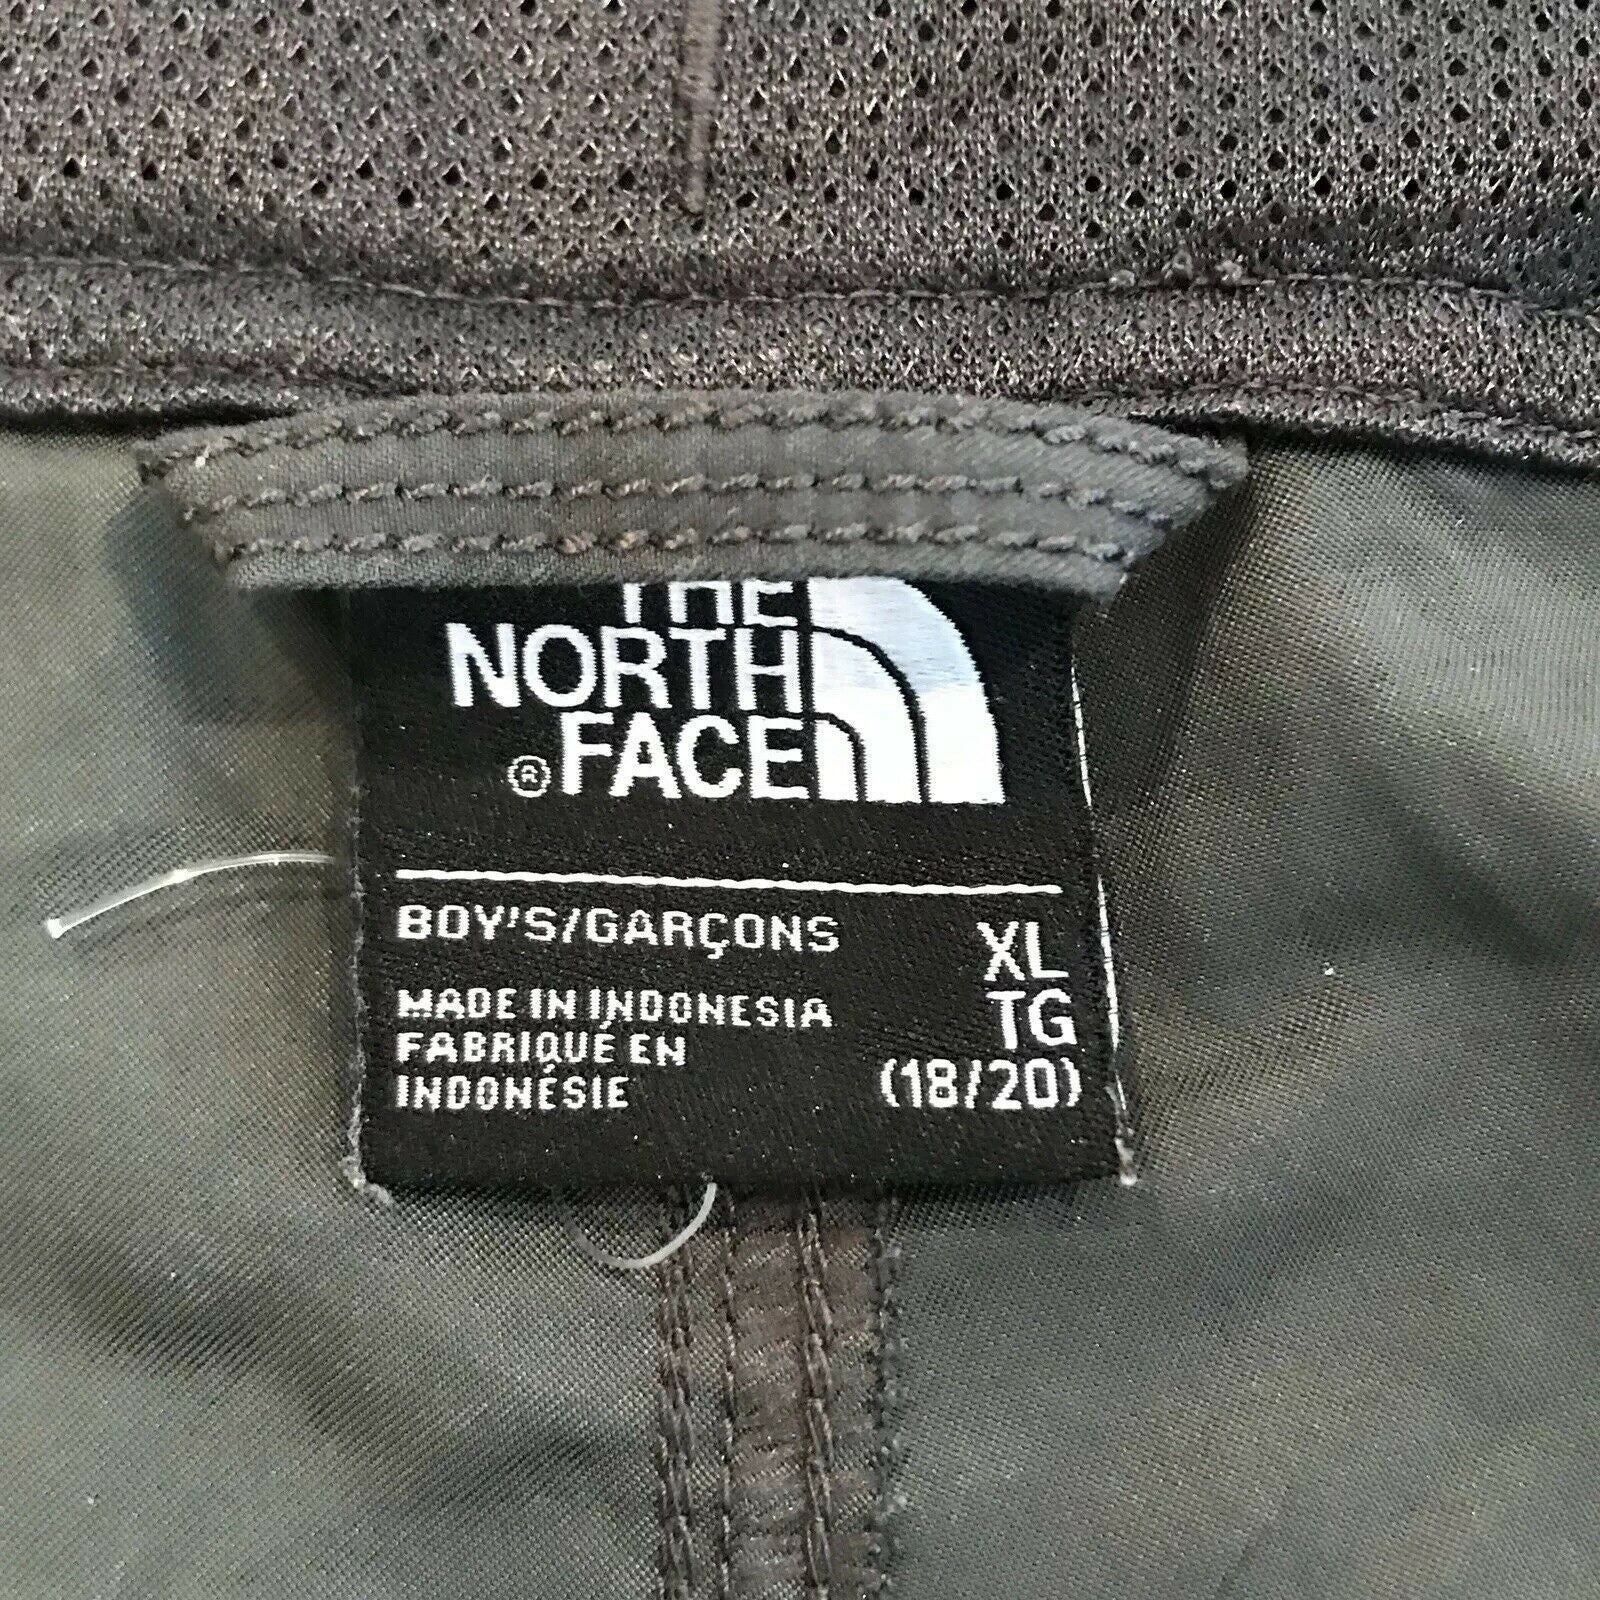 THE
NORTH
® FACE
BOY'S/GARÇONS
XL
TG
(18/20)
MADE IN INDONESIA
FABRIQUÉ EN
INDONÉSIE